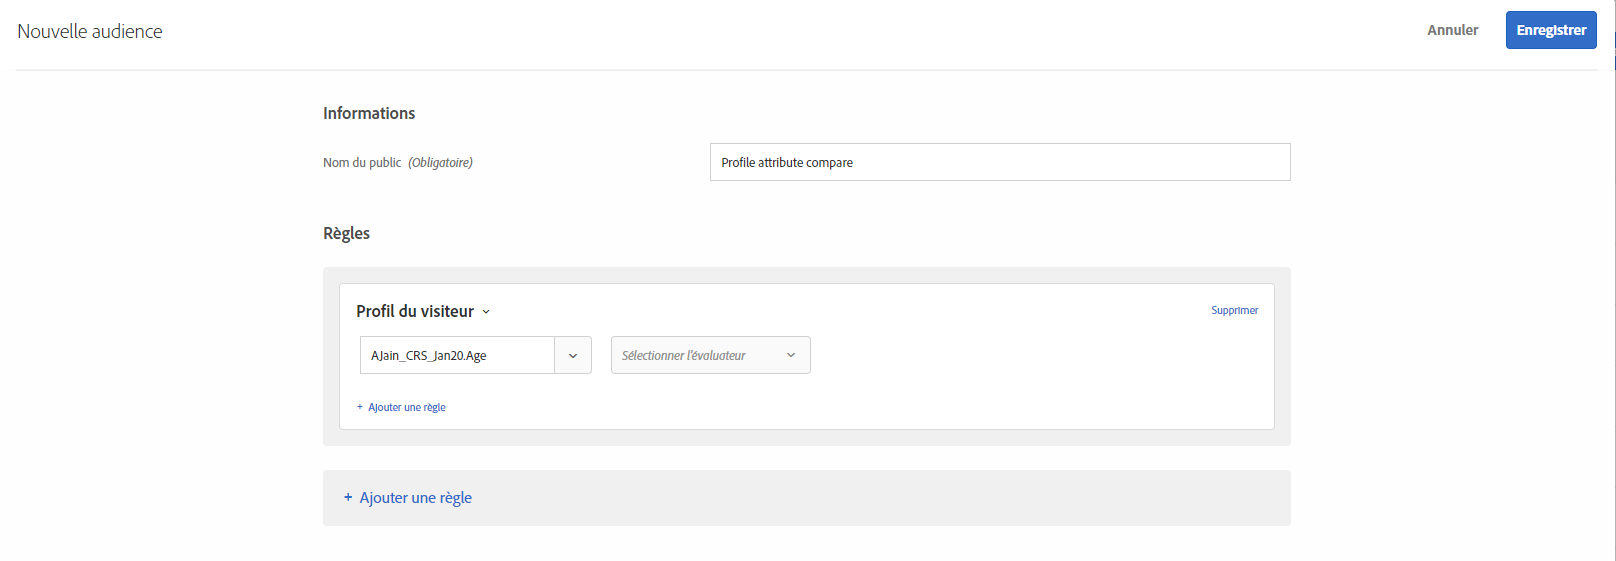 Nouvelle audience
Annuler
Enregistrer
Informations
Nom du public (Obligatoire)
Profile attribute compare
Règles
Profil du visiteur
Supprimer
AJain_CRS_Jan20.Age
Sélectionner l'évaluateur
+ Ajouter une règle
+ Ajouter une règle